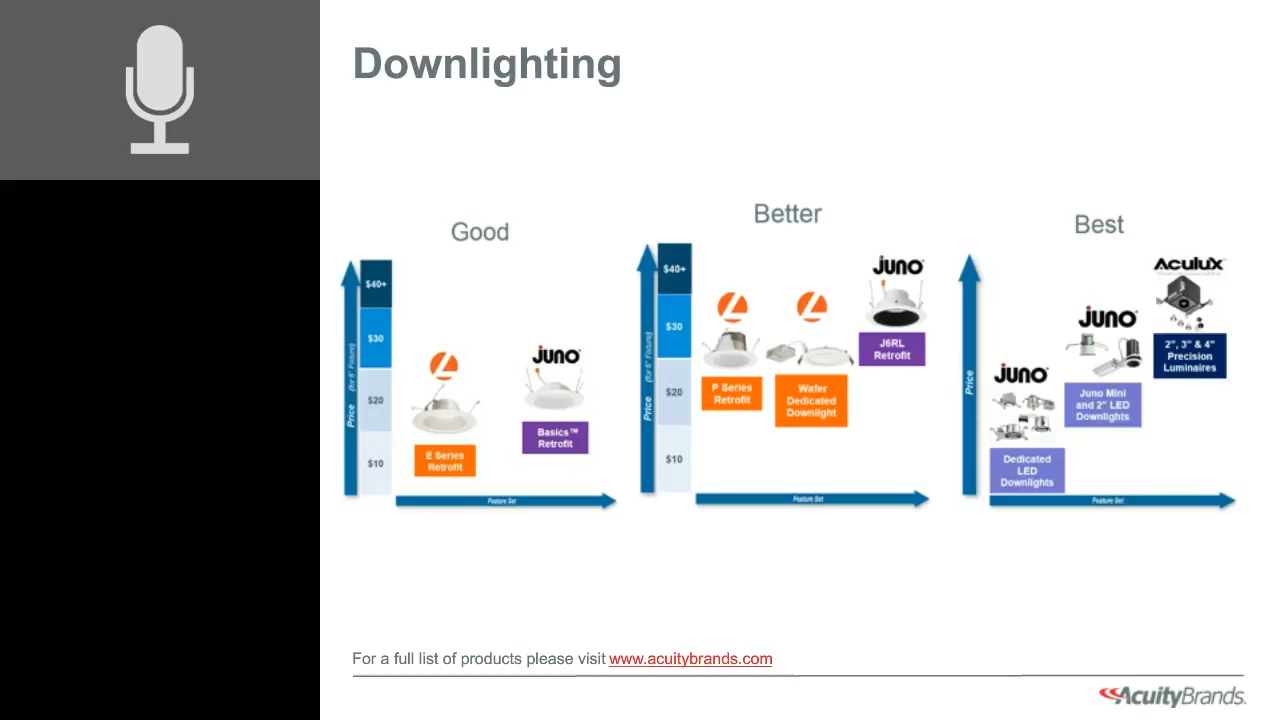 Downlighting
Good
$40+
$30
$20
$10
Price (for 6" Fixture)
JUNO
E Series
Retrofit
Basics™
Retrofit
Feature Set
Better
$40+
$30
$20
$10
Price (for 6" Fixture)
JUNO
P Series
Retrofit
Wafer
Dedicated
Downlight
J6RL
Retrofit
Feature Set
Best
Price
JUNO
Dedicated
LED
Downlights
JUNO
Juno Mini
and 2" LED
Downlights
Aculux
2", 3" & 4"
Precision
Luminaires
Feature Set
For a full list of products please visit www.acuitybrands.com
AcuityBrands.